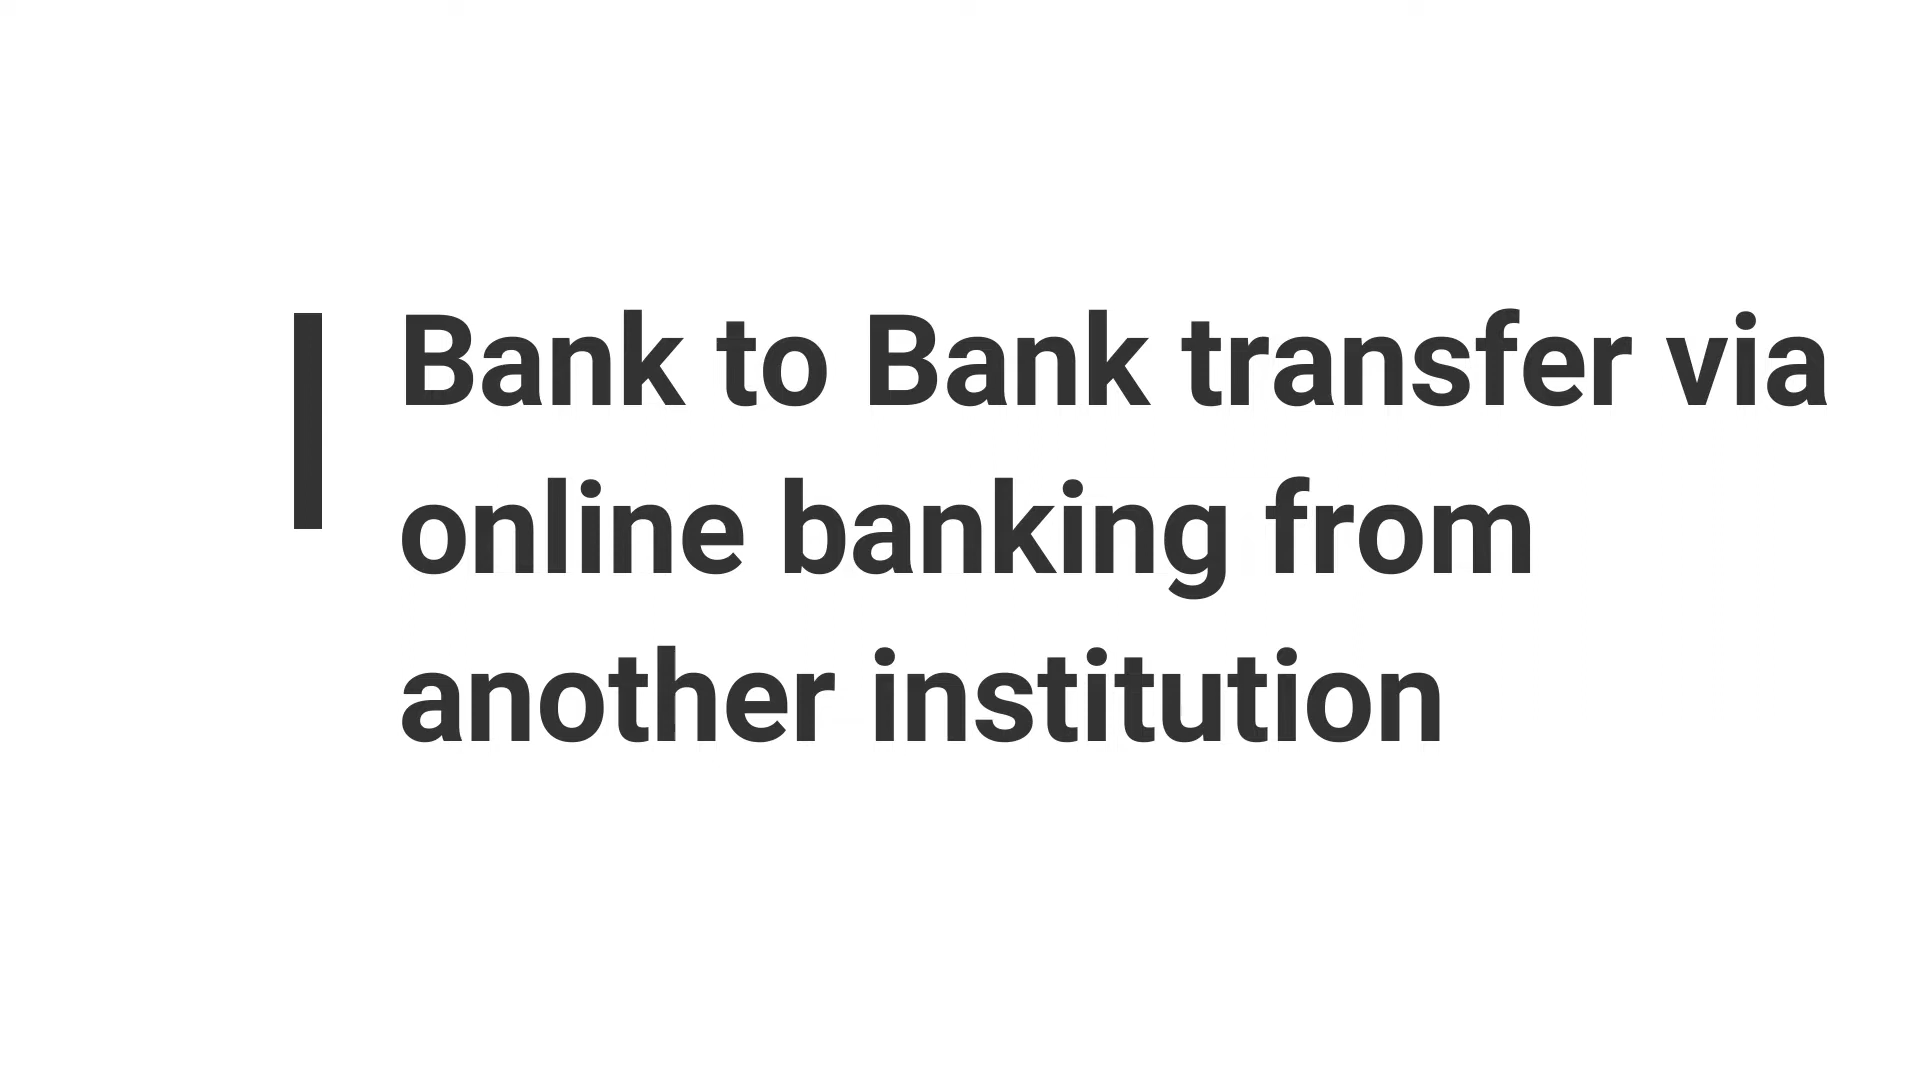 Bank to Bank transfer via
online banking from
another institution